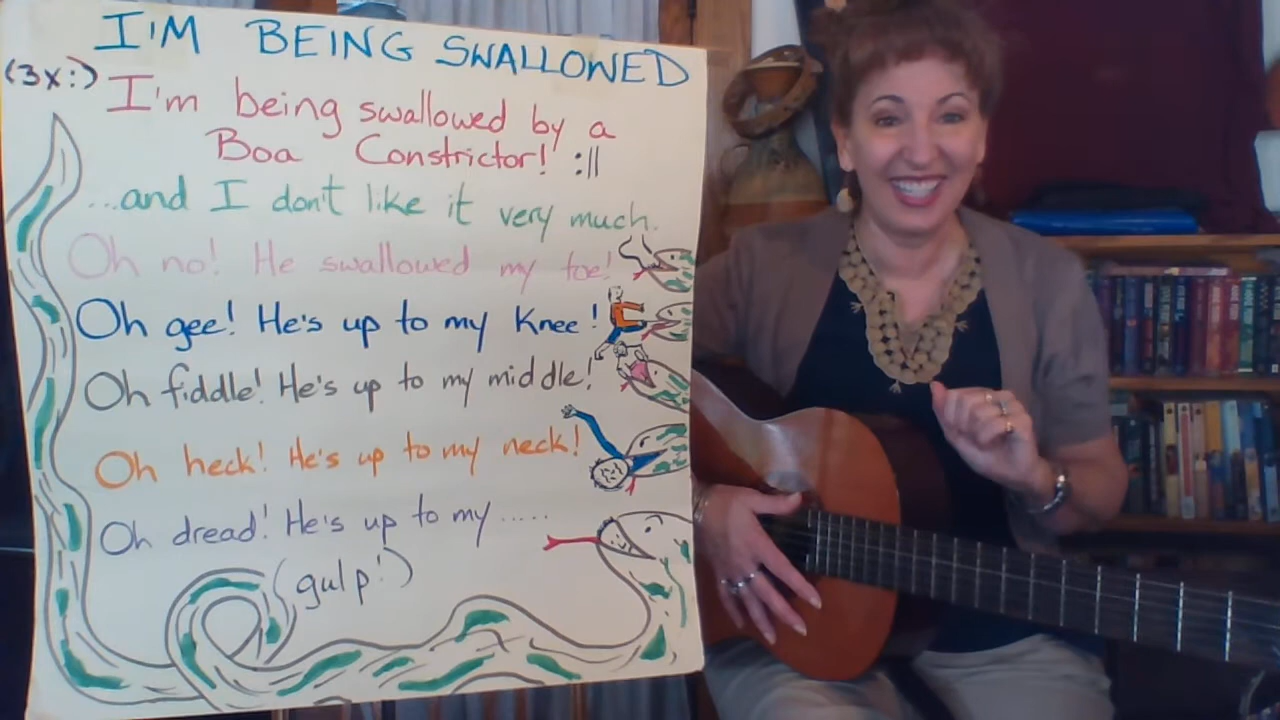 I'M BEING SWALLOWED
(3x:) I'm being swallowed by a
Boa Constrictor! :||
...and I don't like it very much.
Oh no! He swallowed my toe!
Oh gee! He's up to my Knee!
Oh fiddle! He's up to my middle!
Oh heck! He's up to my neck!
Oh dread! He's up to my .....
(gulp!)